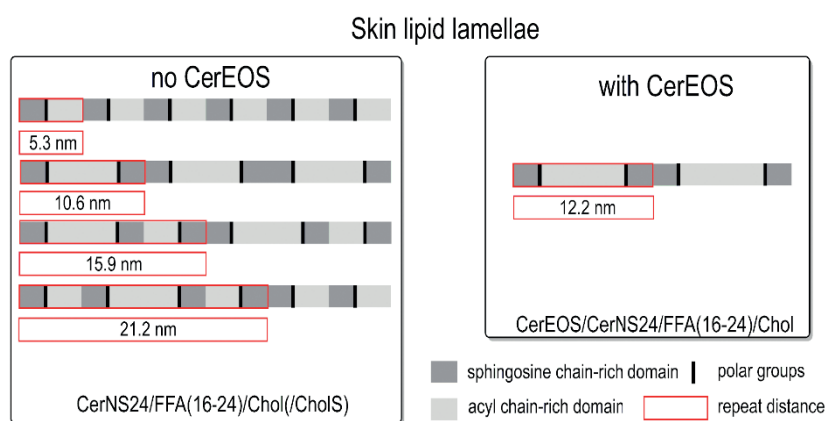 Skin lipid lamellae
no CerEOS
5.3 nm
10.6 nm
15.9 nm
21.2 nm
CerNS24/FFA(16-24)/Chol(/CholS)
with CerEOS
12.2 nm
CerEOS/CerNS24/FFA(16-24)/Chol
sphingosine chain-rich domain
polar groups
acyl chain-rich domain
repeat distance